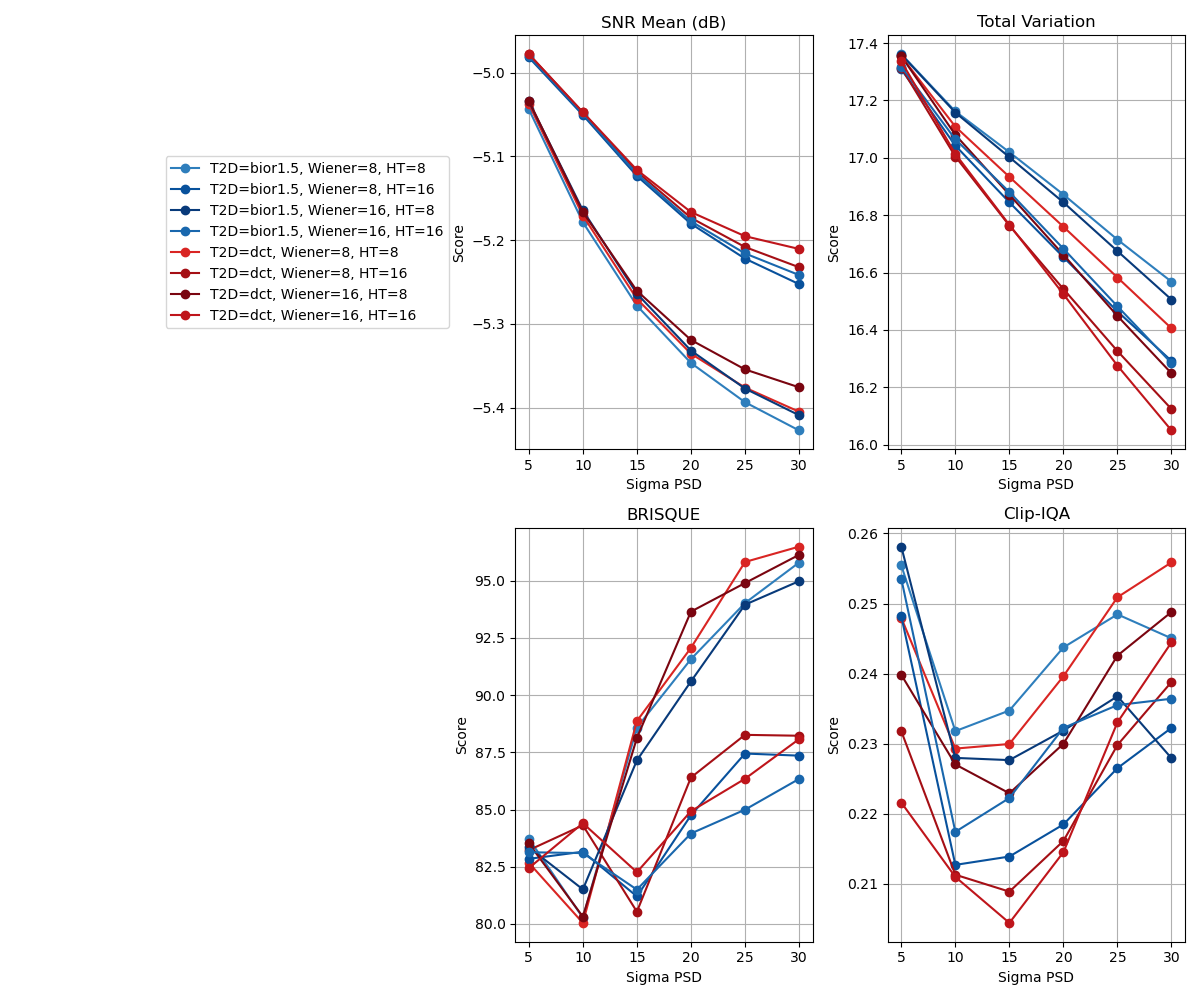 SNR Mean (dB)
−5.0
−5.1
−5.2
−5.3
−5.4
Score
5 10 15 20 25 30
Sigma PSD
Total Variation
17.4
17.2
17.0
16.8
16.6
16.4
16.2
16.0
Score
5 10 15 20 25 30
Sigma PSD
T2D=bior1.5, Wiener=8, HT=8
T2D=bior1.5, Wiener=8, HT=16
T2D=bior1.5, Wiener=16, HT=8
T2D=bior1.5, Wiener=16, HT=16
T2D=dct, Wiener=8, HT=8
T2D=dct, Wiener=8, HT=16
T2D=dct, Wiener=16, HT=8
T2D=dct, Wiener=16, HT=16
BRISQUE
95.0
92.5
90.0
87.5
85.0
82.5
80.0
Score
5 10 15 20 25 30
Sigma PSD
Clip-IQA
0.26
0.25
0.24
0.23
0.22
0.21
Score
5 10 15 20 25 30
Sigma PSD